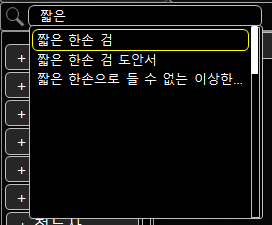 짧은
짧은 한손 검
짧은 한손 검 도안서
짧은 한손으로 들 수 없는 이상한...
+
+
+
+
+
+
+